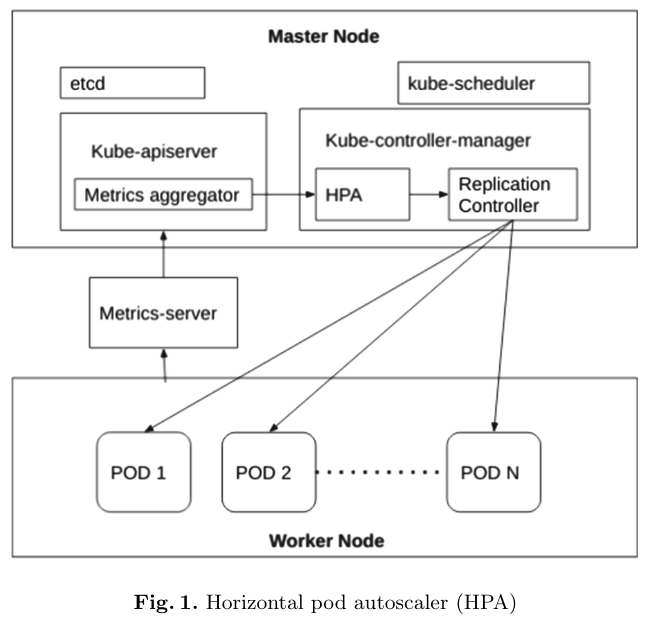 Master Node
etcd
kube-scheduler
Kube-apiserver
Kube-controller-manager
Metrics aggregator
HPA
Replication
Controller
Metrics-server
POD 1
POD 2
POD N
Worker Node
Fig. 1. Horizontal pod autoscaler (HPA)